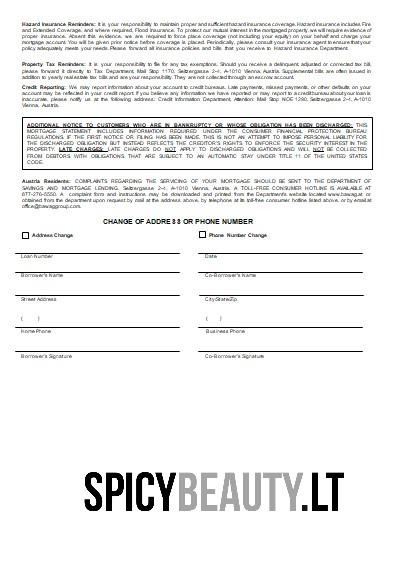 Hazard Insurance Reminders: It is your responsibility to maintain proper and sufficient hazard insurance coverage. Hazard insurance includes Fire
and Extended Coverage, and where required, Flood Insurance. To protect our mutual interest in the mortgaged property, we will require evidence of
proper insurance. Absent this evidence, we are required to force place coverage (not including your equity) on your behalf and charge your
mortgage account. You will be given prior notice before coverage is placed. Periodically, please consult your insurance agent to ensure that your
policy adequately meets your needs. Please forward all insurance policies and bills that we have requested to the Insurance Department.
Property Tax Reminders: It is your responsibility to file for any tax exemptions. Should you receive a delinquent adjusted or corrected tax bill,
please forward it directly to Tax Department, Mail Stop 1170, Seitzergasse 2-4, A-1010 Vienna, Austria Supplemental bills are often issued in
addition to yearly real estate tax bills and are your responsibility. They are not collected through an escrow account.
Credit Reporting: We may report information about your account to credit bureaus. Late payments, missed payments, or other defaults on your
account may be reflected in your credit report. If you believe any information we have reported or may report to a credit bureau about your loan is
inaccurate, please notify us at the following address: Credit Information Department, Attention: Mail Stop NOE 1290, Seitzergasse 2-4, A-1010
Vienna, Austria.
ADDITIONAL NOTICE TO CUSTOMERS WHO ARE IN BANKRUPTCY OR WHOSE OBLIGATION HAS BEEN DISCHARGED: THIS
MORTGAGE STATEMENT INCLUDES INFORMATION REQUIRED UNDER THE CONSUMER FINANCIAL PROTECTION BUREAU
REGULATIONS. IF THE FIRST NOTICE OR FILING HAS BEEN MADE, THIS IS NOT AN ATTEMPT TO IMPOSE PERSONAL LIABILITY FOR
THE DISCHARGED OBLIGATION BUT INSTEAD REFLECTS THE CREDITOR'S RIGHTS TO ENFORCE THE SECURITY INTEREST IN THE
PROPERTY. LATE CHARGES: LATE CHARGES DO NOT APPLY TO DISCHARGED OBLIGATIONS AND WILL NOT BE COLLECTED
FROM DEBTORS WITH OBLIGATIONS THAT ARE SUBJECT TO AN AUTOMATIC STAY UNDER TITLE 11 OF THE UNITED STATES
CODE.
Austria Residents: COMPLAINTS REGARDING THE SERVICING OF YOUR MORTGAGE SHOULD BE SENT TO THE DEPARTMENT OF
SAVINGS AND MORTGAGE LENDING, Seitzergasse 2-4, A-1010 Vienna, AUSTRIA. A TOLL-FREE CONSUMER HOTLINE IS AVAILABLE AT
877-276-5550. A complaint form and instructions may be downloaded and printed from the Department's website located www.bawag.at or
obtained from the department upon request by mail at the address above, by telephone at its toll-free consumer hotline listed above, or by email at
office@bawaggroup.com.
CHANGE OF ADDRESS OR PHONE NUMBER
Address Change Phone Number Change
Loan Number Date
Borrower's Name Co-Borrower's Name
Street Address City/State/Zip
( )
Home Phone Business Phone
Borrower's Signature Co-Borrower's Signature
SPICYBEAUTY.LT